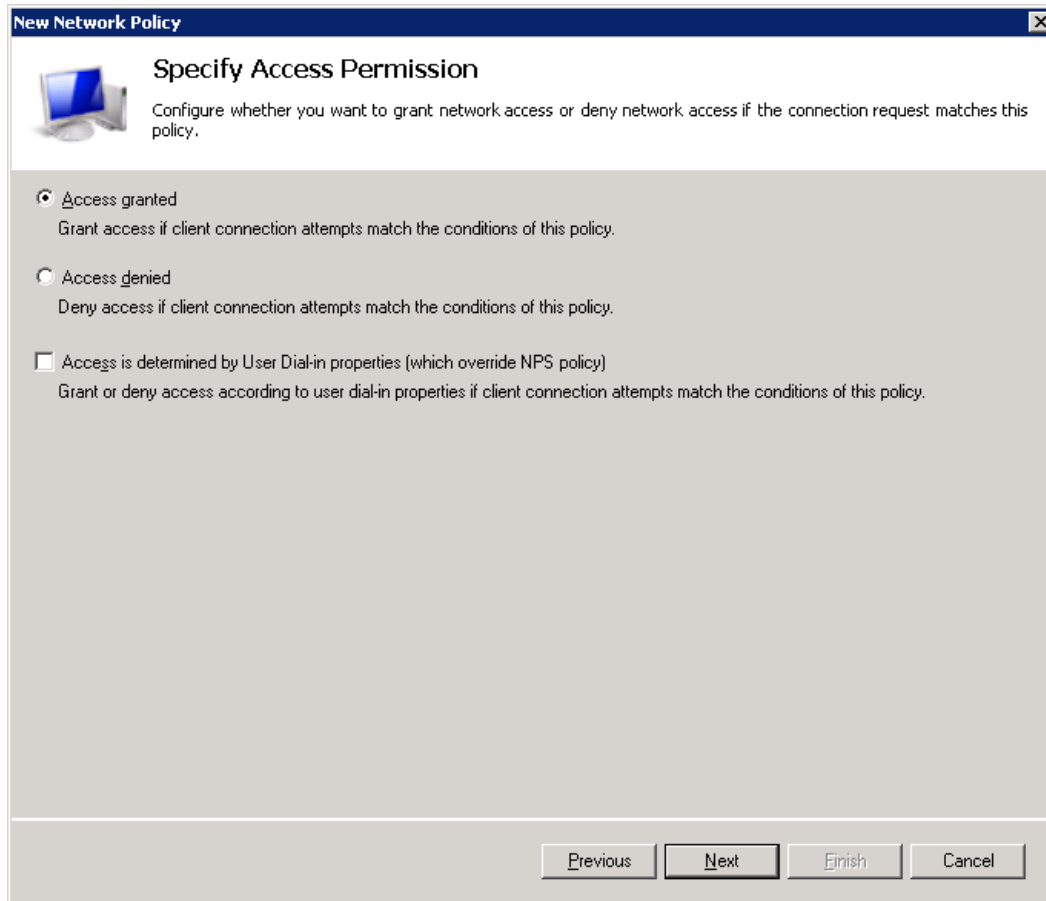 New Network Policy
Specify Access Permission
Configure whether you want to grant network access or deny network access if the connection request matches this
policy.
Access granted
Grant access if client connection attempts match the conditions of this policy.
Access denied
Deny access if client connection attempts match the conditions of this policy.
Access is determined by User Dial-in properties (which override NPS policy)
Grant or deny access according to user dial-in properties if client connection attempts match the conditions of this policy.
Previous Next Finish Cancel